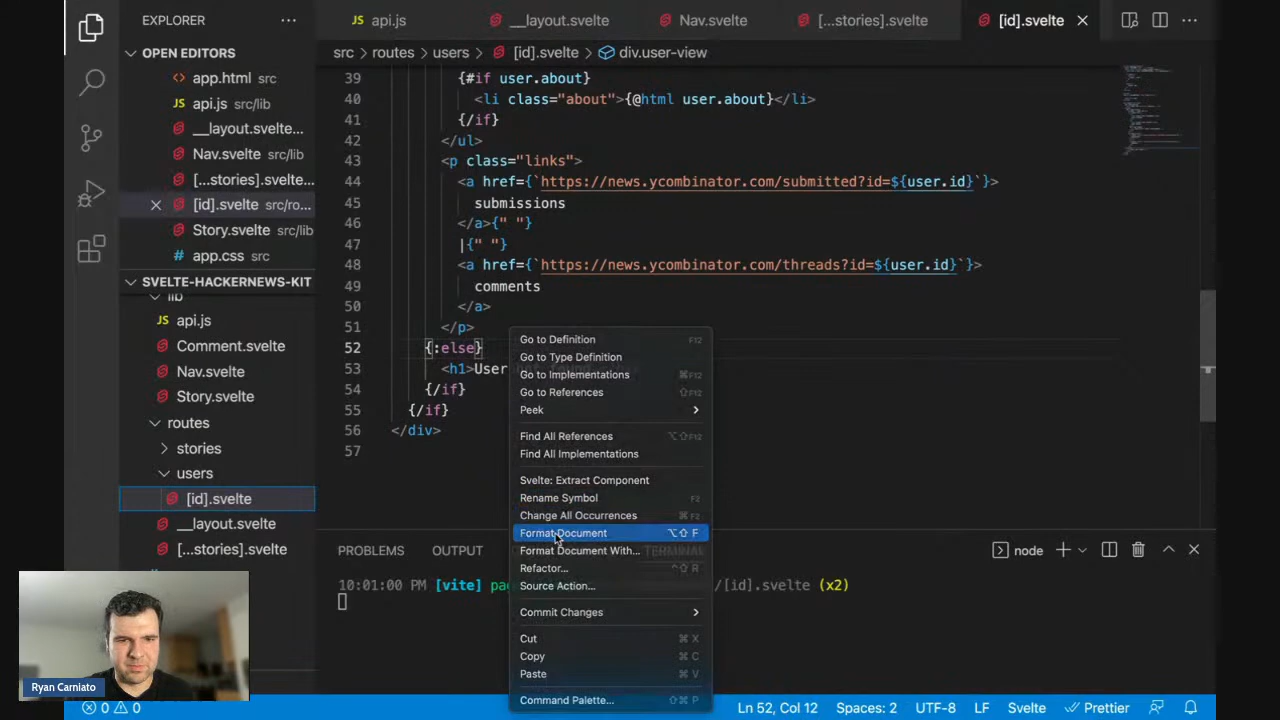 EXPLORER
OPEN EDITORS
app.html src
api.js src/lib
__layout.svelte...
Nav.svelte src/lib
[...stories].svelte...
[id].svelte src/ro...
Story.svelte src/lib
app.css src
SVELTE-HACKERNEWS-KIT
lib
api.js
Comment.svelte
Nav.svelte
Story.svelte
routes
stories
users
[id].svelte
__layout.svelte
[...stories].svelte
Ryan Carniato
api.js __layout.svelte Nav.svelte [...stories].svelte [id].svelte
src > routes > users > [id].svelte > div.user-view
39 {#if user.about}
40 <li class="about">{@html user.about}</li>
41 {/if}
42 </ul>
43 <p class="links">
44 <a href={`https://news.ycombinator.com/submitted?id=${user.id}`}>
45 submissions
46 </a>{" "}
47 |{" "}
48 <a href={`https://news.ycombinator.com/threads?id=${user.id}`}>
49 comments
50 </a>
51 </p>
52 {:else}
53 <h1>User
54 {/if}
55 {/if}
56 </div>
57
Go to Definition F12
Go to Type Definition
Go to Implementations ⌘F12
Go to References ⇧F12
Peek
Find All References ⌥⇧F12
Find All Implementations
Svelte: Extract Component
Rename Symbol F2
Change All Occurrences ⌘F2
Format Document ⌥⇧F
Format Document With...
Refactor... ^⇧R
Source Action...
Commit Changes
Cut ⌘X
Copy ⌘C
Paste ⌘V
Command Palette... ⇧⌘P
PROBLEMS OUTPUT TERMINAL node
10:01:00 PM [vite] /[id].svelte (x2)
0 0 Ln 52, Col 12 Spaces: 2 UTF-8 LF Svelte Prettier